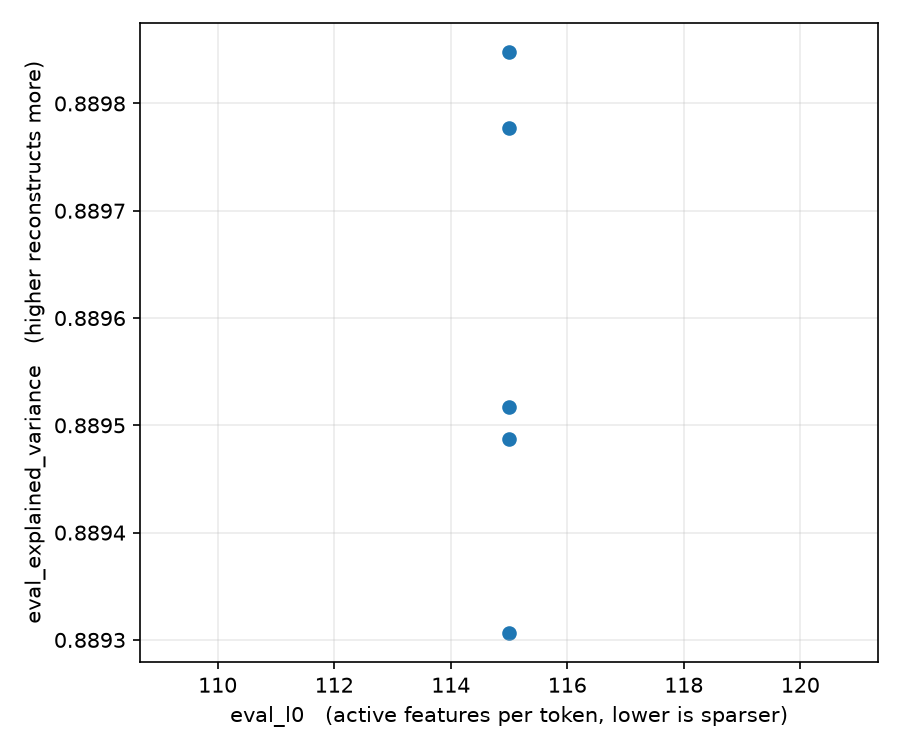 eval_explained_variance   (higher reconstructs more)
0.8898
0.8897
0.8896
0.8895
0.8894
0.8893
110 112 114 116 118 120
eval_l0   (active features per token, lower is sparser)